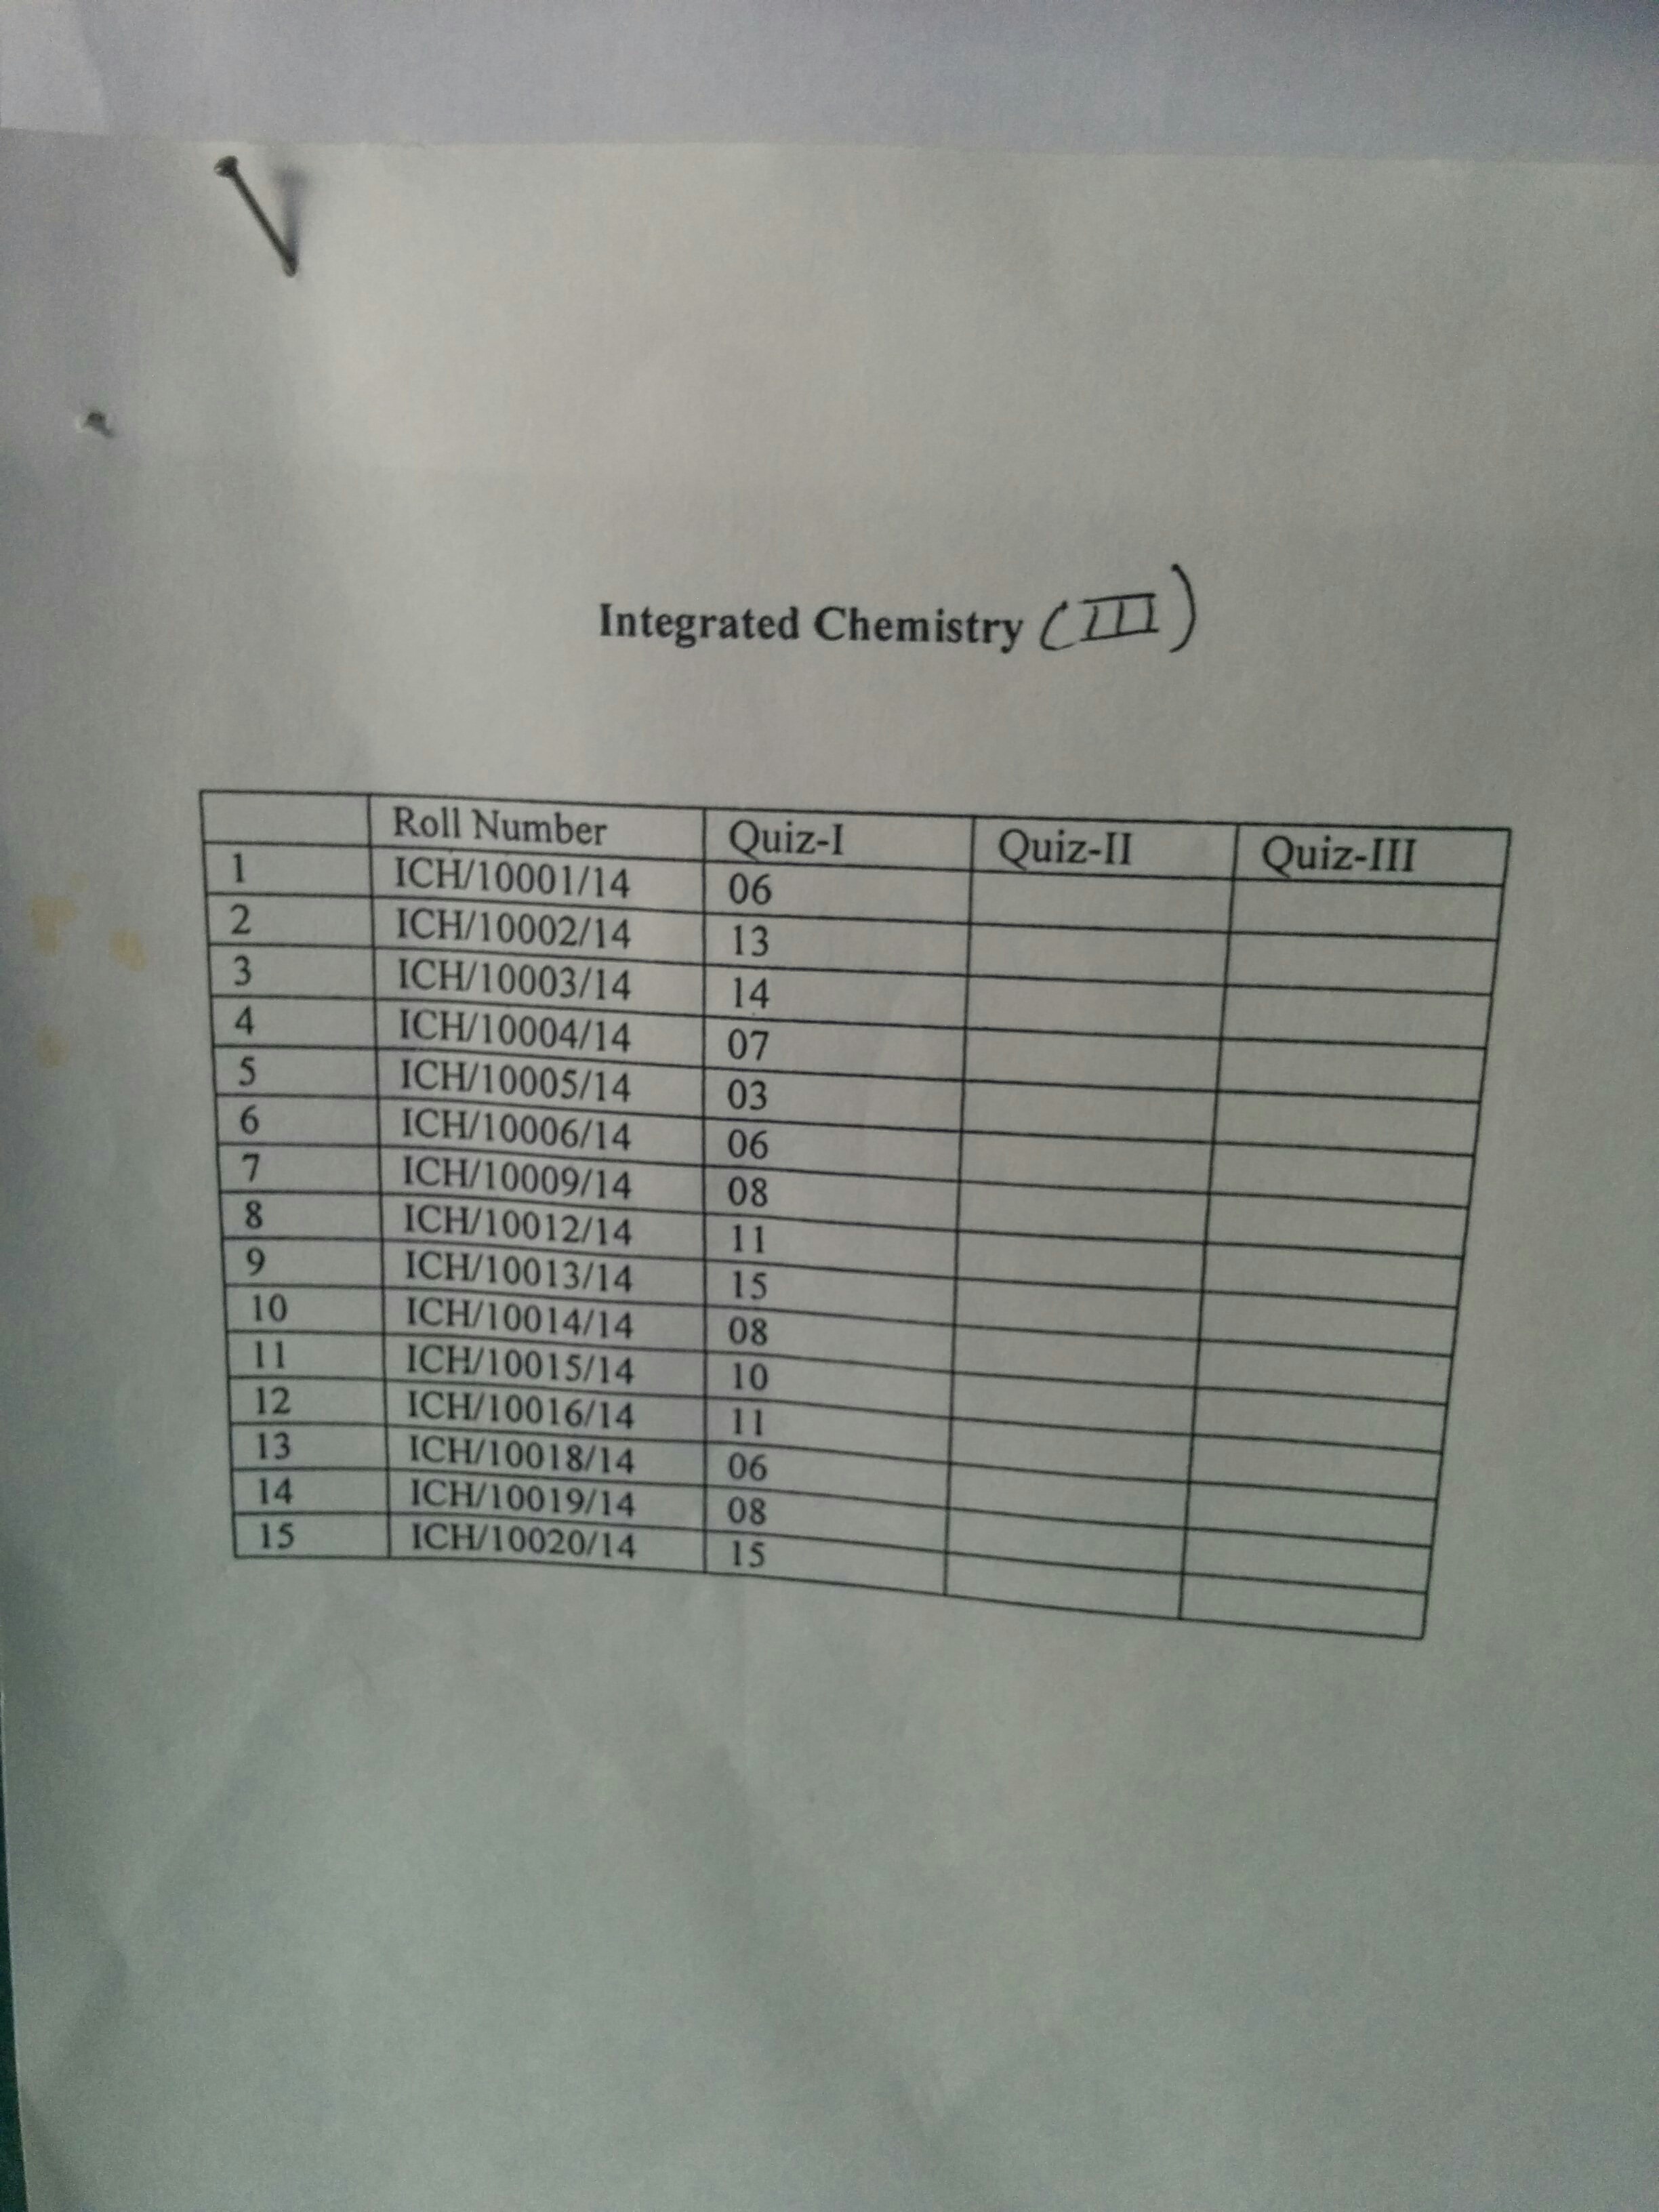 Integrated Chemistry (III)
Roll Number Quiz-I Quiz-II Quiz-III
1 ICH/10001/14 06
2 ICH/10002/14 13
3 ICH/10003/14 14
4 ICH/10004/14 07
5 ICH/10005/14 03
6 ICH/10006/14 06
7 ICH/10009/14 08
8 ICH/10012/14 11
9 ICH/10013/14 15
10 ICH/10014/14 08
11 ICH/10015/14 10
12 ICH/10016/14 11
13 ICH/10018/14 06
14 ICH/10019/14 08
15 ICH/10020/14 15